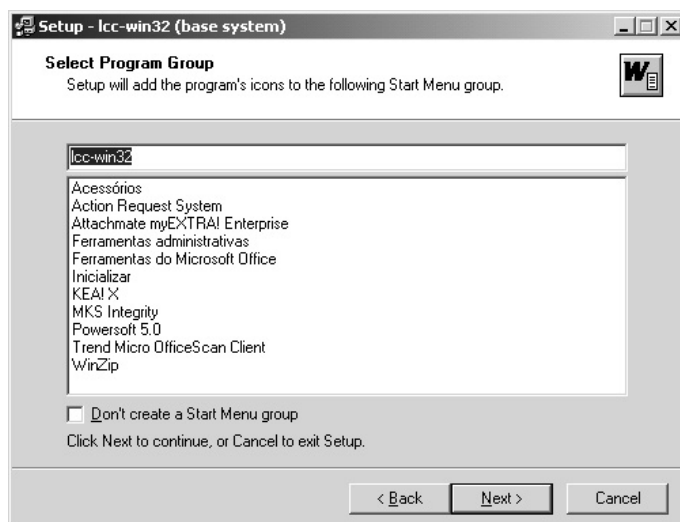 Setup - lcc-win32 (base system)
Select Program Group
Setup will add the program's icons to the following Start Menu group.
W
lcc-win32
Acessórios
Action Request System
Attachmate myEXTRA! Enterprise
Ferramentas administrativas
Ferramentas do Microsoft Office
Inicializar
KEA! X
MKS Integrity
Powersoft 5.0
Trend Micro OfficeScan Client
WinZip
Don't create a Start Menu group
Click Next to continue, or Cancel to exit Setup.
< Back Next > Cancel